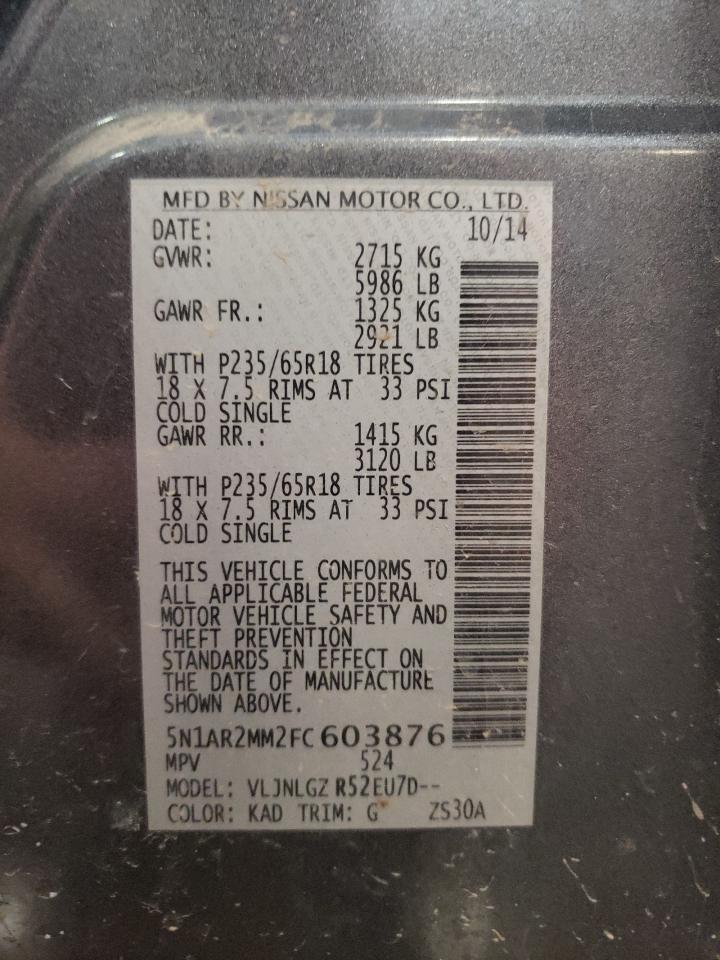 MFD BY NISSAN MOTOR CO., LTD.
DATE: 10/14
GVWR: 2715 KG
5986 LB
GAWR FR.: 1325 KG
2921 LB
WITH P235/65R18 TIRES
18 X 7.5 RIMS AT 33 PSI
COLD SINGLE
GAWR RR.: 1415 KG
3120 LB
WITH P235/65R18 TIRES
18 X 7.5 RIMS AT 33 PSI
COLD SINGLE
THIS VEHICLE CONFORMS TO
ALL APPLICABLE FEDERAL
MOTOR VEHICLE SAFETY AND
THEFT PREVENTION
STANDARDS IN EFFECT ON
THE DATE OF MANUFACTURE
SHOWN ABOVE.
5N1AR2MM2FC603876
MPV 524
MODEL: VLJNLGZ R52EU7D--
COLOR: KAD TRIM: G ZS30A